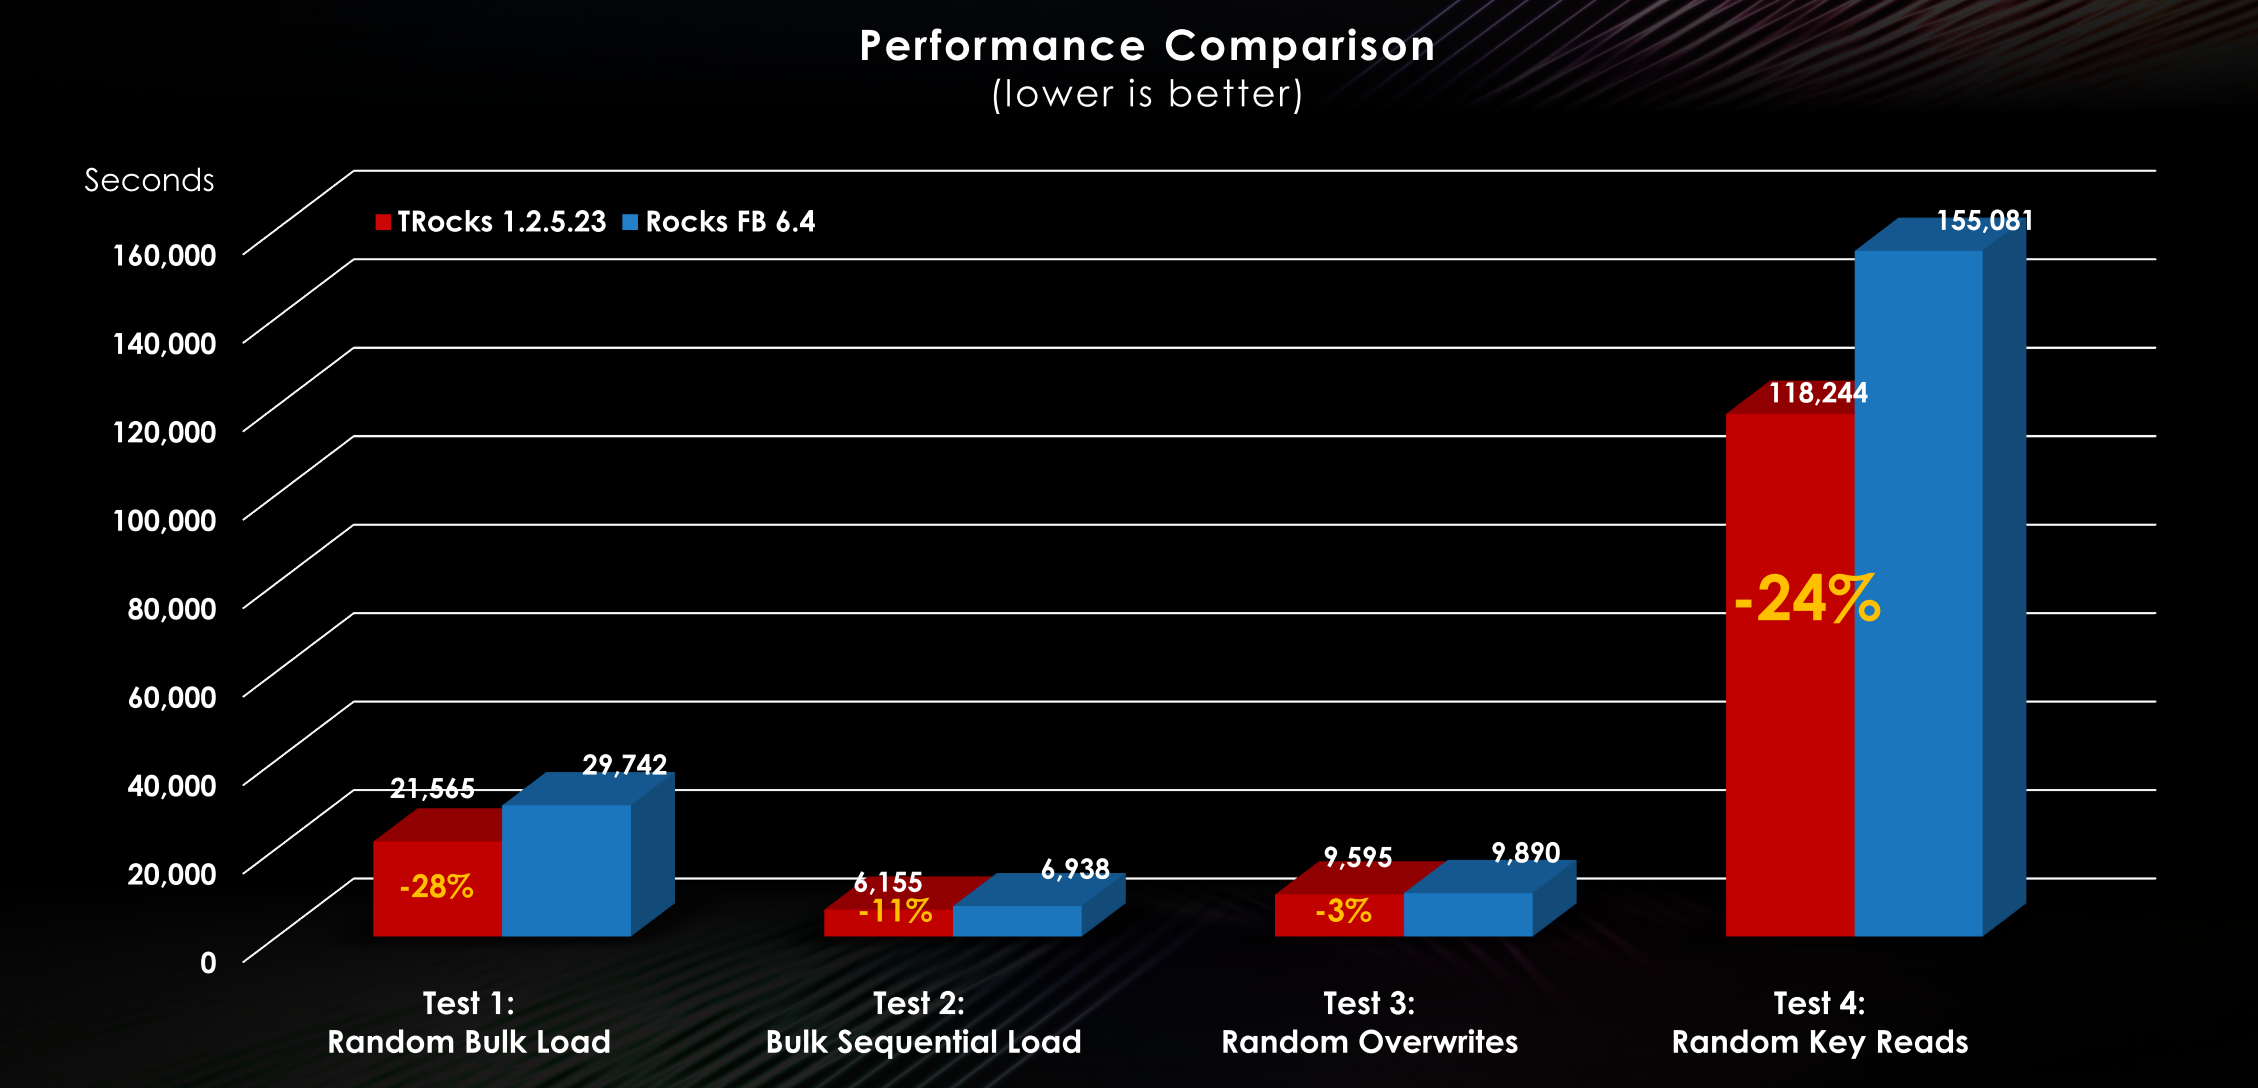 Performance Comparison
(lower is better)
Seconds
TRocks 1.2.5.23 Rocks FB 6.4
160,000
140,000
120,000
100,000
80,000
60,000
40,000
20,000
0
21,565
29,742
-28%
6,155
6,938
-11%
9,595
9,890
-3%
118,244
155,081
-24%
Test 1:
Random Bulk Load
Test 2:
Bulk Sequential Load
Test 3:
Random Overwrites
Test 4:
Random Key Reads